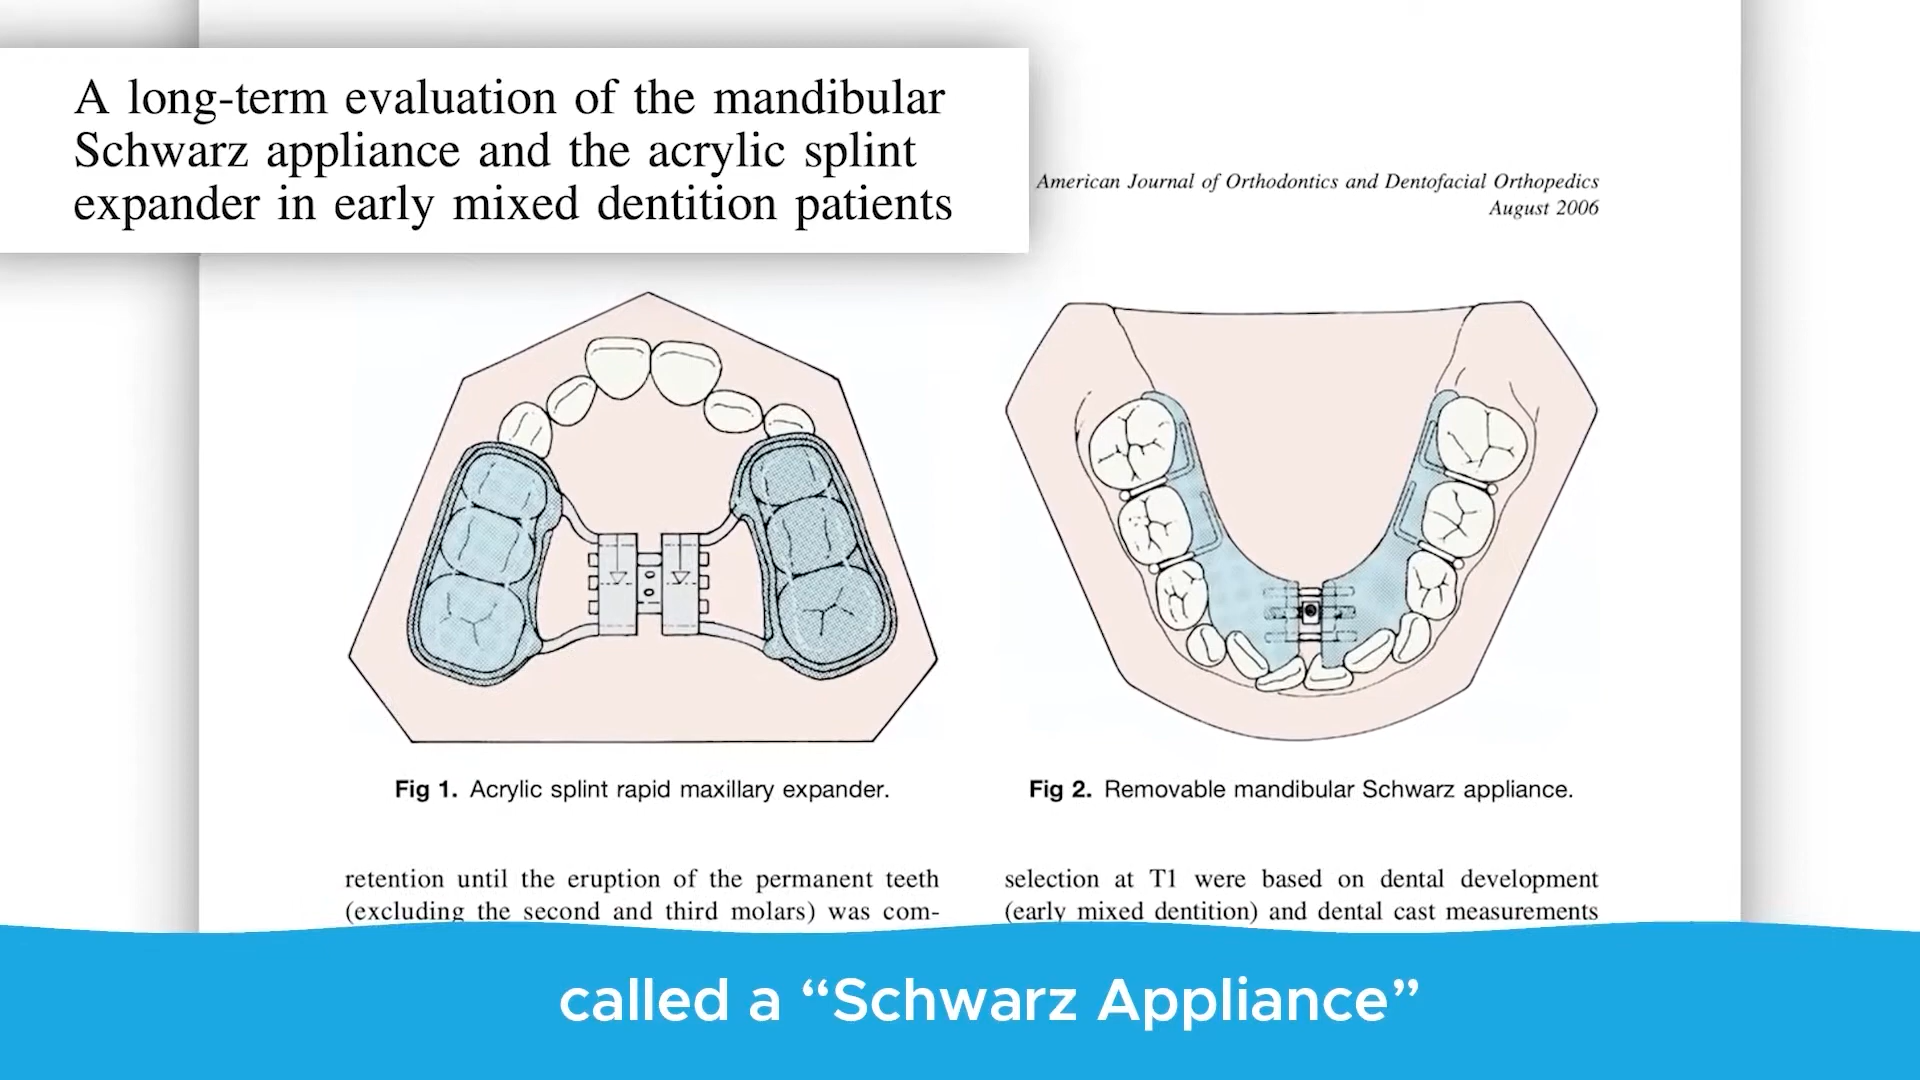 A long-term evaluation of the mandibular
Schwarz appliance and the acrylic splint
expander in early mixed dentition patients
American Journal of Orthodontics and Dentofacial Orthopedics
August 2006
Fig 1. Acrylic splint rapid maxillary expander.
Fig 2. Removable mandibular Schwarz appliance.
retention until the eruption of the permanent teeth
(excluding the second and third molars) was com-
selection at T1 were based on dental development
(early mixed dentition) and dental cast measurements
called a “Schwarz Appliance”